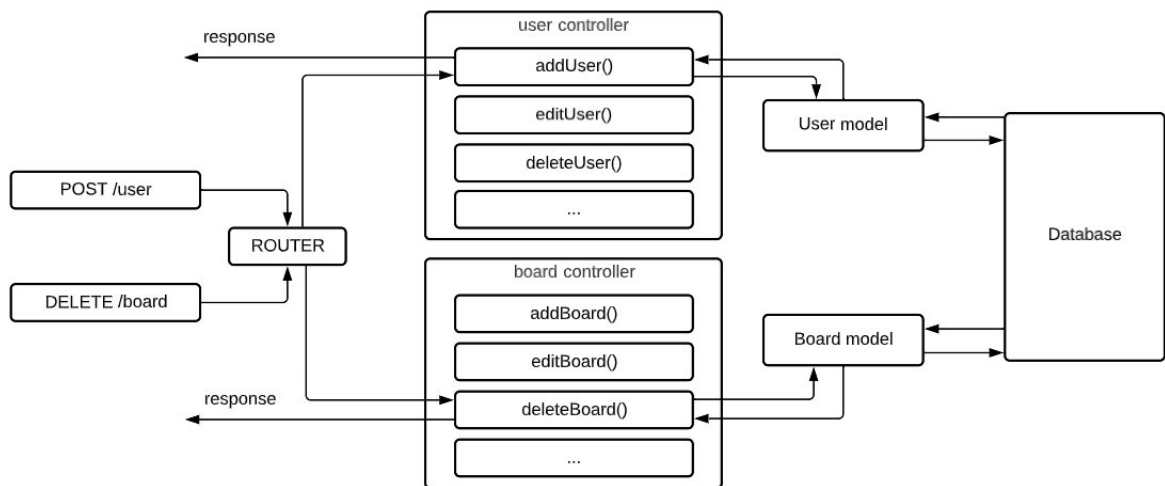 user controller
response
addUser()
editUser()
User model
deleteUser()
POST /user
...
ROUTER
Database
board controller
DELETE /board
addBoard()
Board model
editBoard()
response
deleteBoard()
...